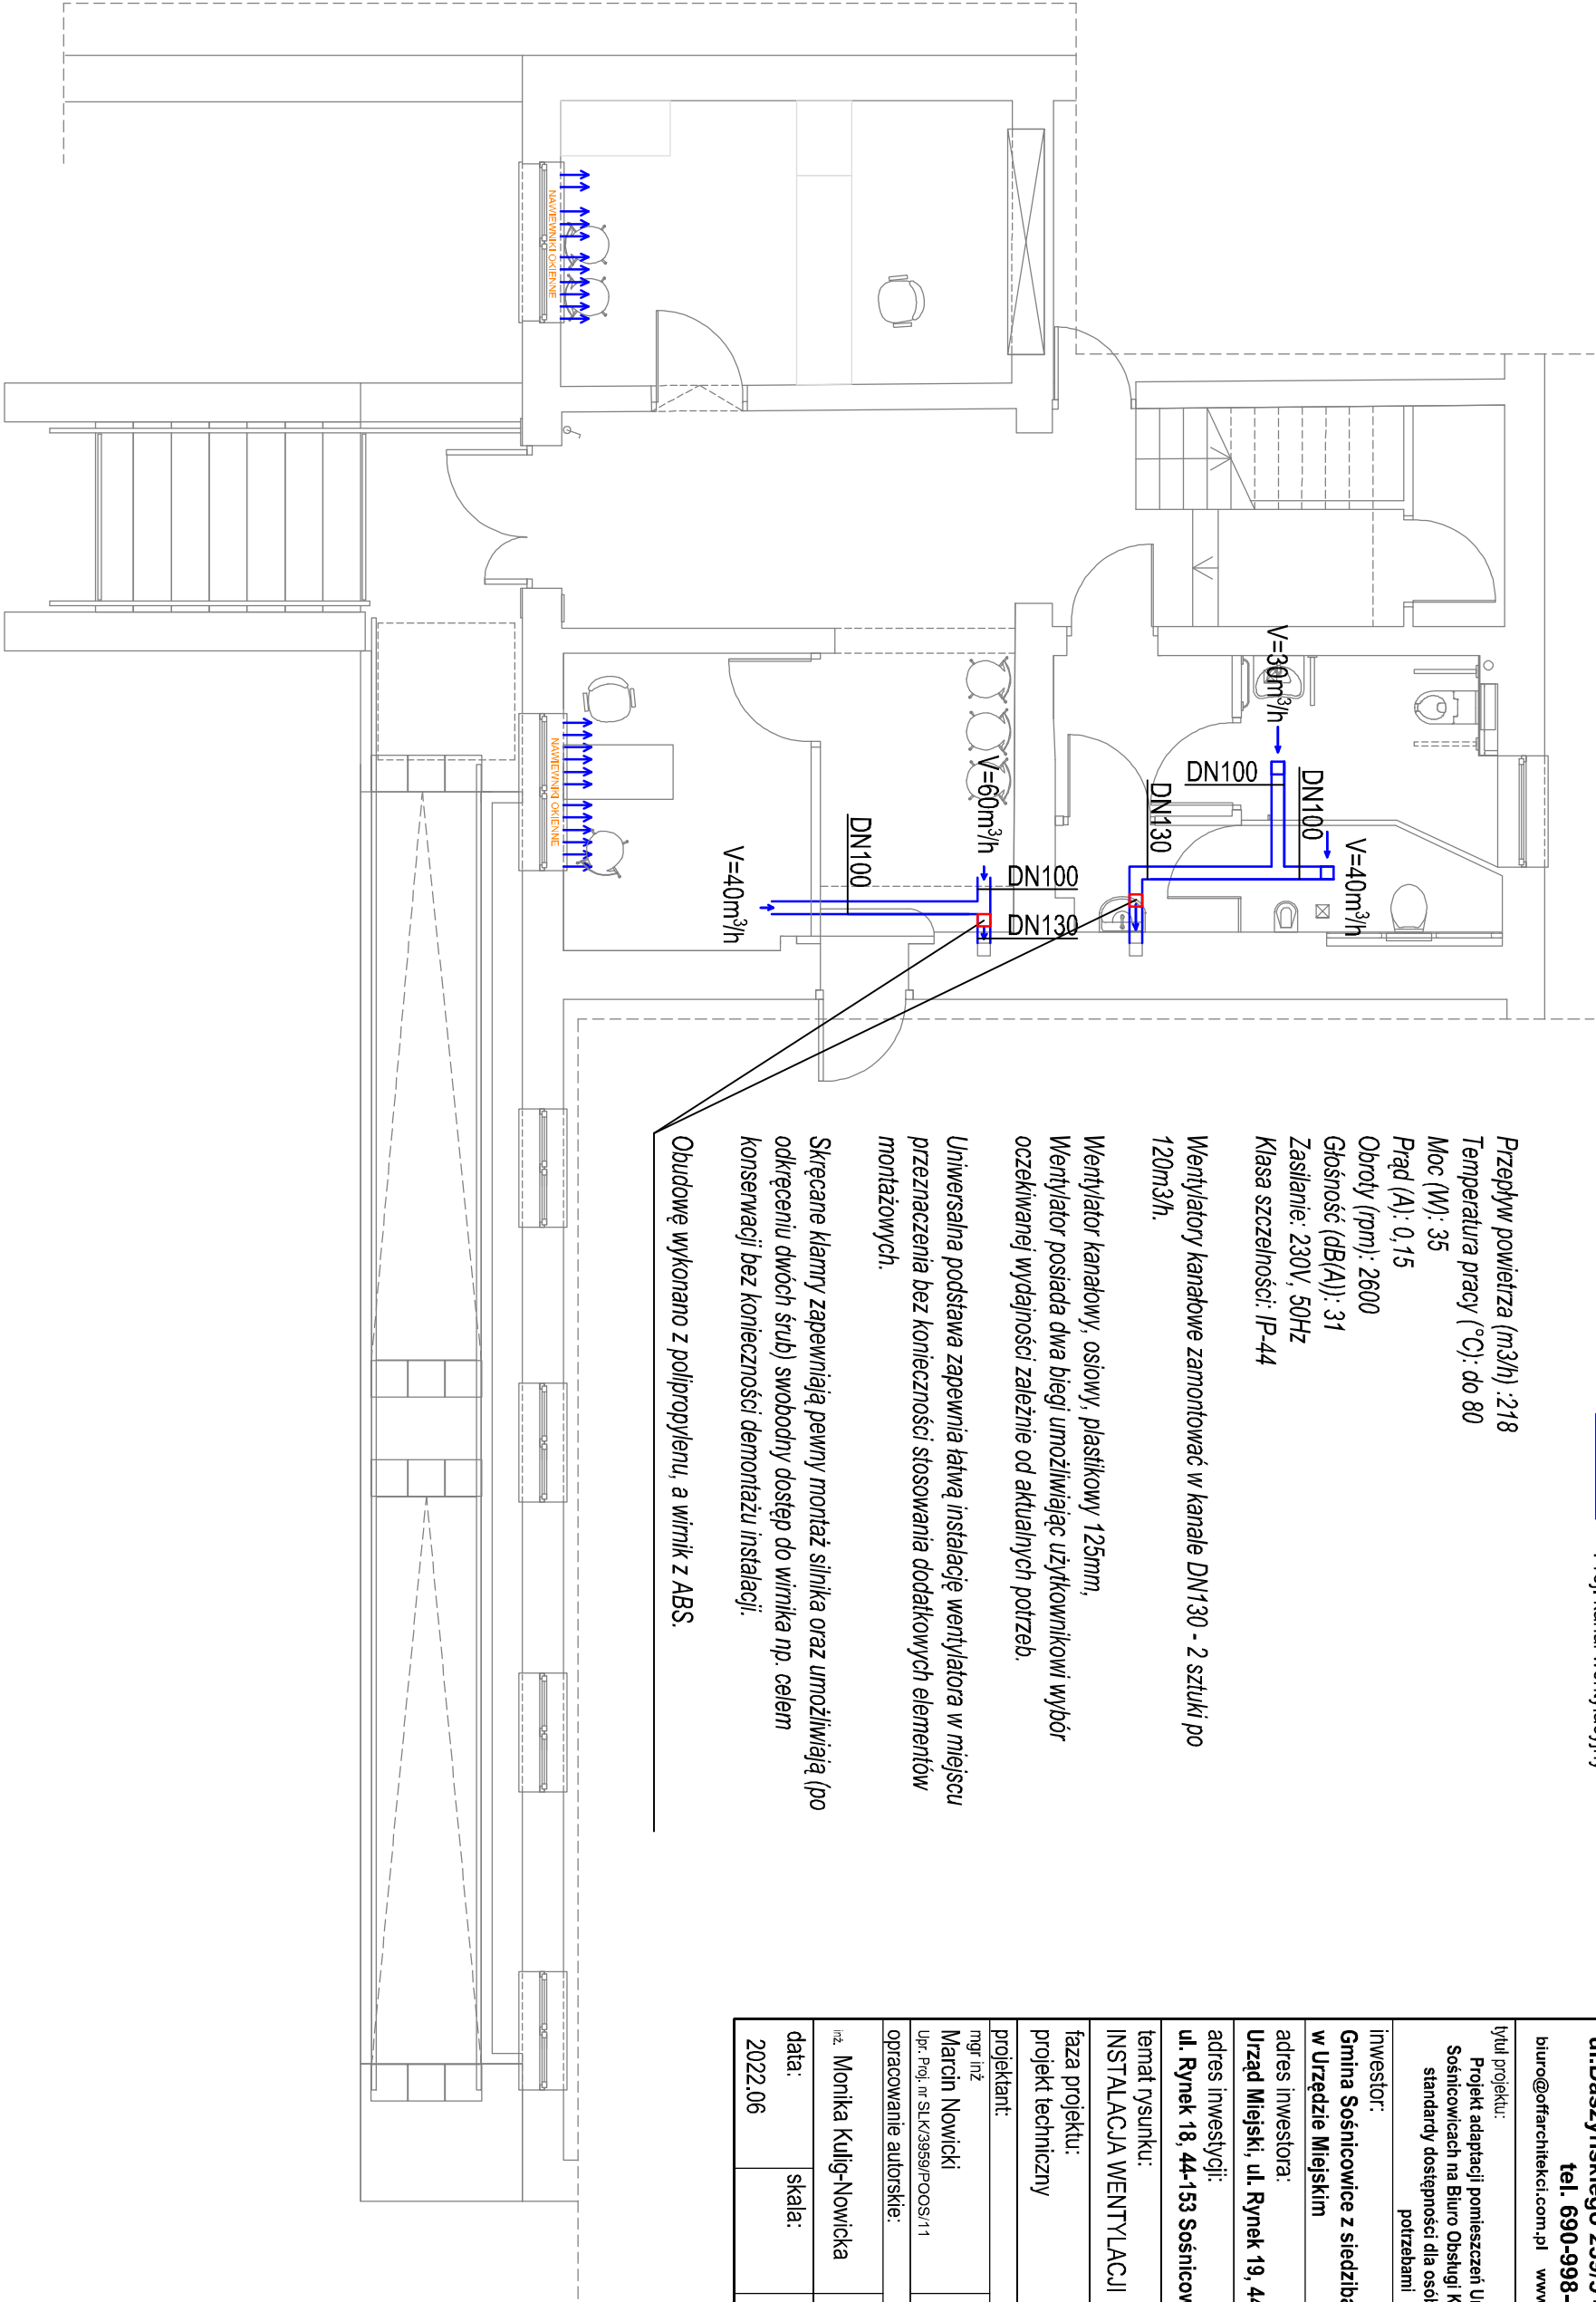 Przepływ powietrza (m3/h) :218
Temperatura pracy (°C): do 80
Moc (W): 35
Prąd (A): 0,15
Obroty (rpm): 2600
Głośność (dB(A)): 31
Zasilanie: 230V, 50Hz
Klasa szczelności: IP-44
Wentylatory kanałowe zamontować w kanale DN130 - 2 sztuki po
120m3/h.
Wentylator kanałowy, osiowy, plastikowy 125mm,
Wentylator posiada dwa biegi umożliwiając użytkownikowi wybór
oczekiwanej wydajności zależnie od aktualnych potrzeb.
Uniwersalna podstawa zapewnia łatwą instalację wentylatora w miejscu
przeznaczenia bez konieczności stosowania dodatkowych elementów
montażowych.
Skręcane klamry zapewniają pewny montaż silnika oraz umożliwiają (po
odkręceniu dwóch śrub) swobodny dostęp do wirnika np. celem
konserwacji bez konieczności demontażu instalacji.
Obudowę wykonano z polipropylenu, a wirnik z ABS.
V=30m³/h
V=40m³/h
DN100
DN100
DN130
V=60m³/h
DN100
DN130
DN100
V=40m³/h
NAWIEWNIKI OKIENNE
NAWIEWNIKI OKIENNE
tel. 690-998-
biuro@offarchitekci.com.pl www
tytuł projektu:
Projekt adaptacji pomieszczeń
Sośnicowicach na Biuro Obsługi
standardy dostępności dla
potrzebami
inwestor:
Gmina Sośnicowice z
w Urzędzie Miejskim
adres inwestora:
Urząd Miejski, ul. Rynek 19,
adres inwestycji:
ul. Rynek 18, 44-153
temat rysunku:
INSTALACJA WENTYLACJI
faza projektu:
projekt techniczny
projektant:
mgr inż
Marcin Nowicki
Upr. Proj. nr SLK/3959/POOS/11
opracowanie autorskie:
inż. Monika Kulig-Nowicka
data: skala:
2022.06